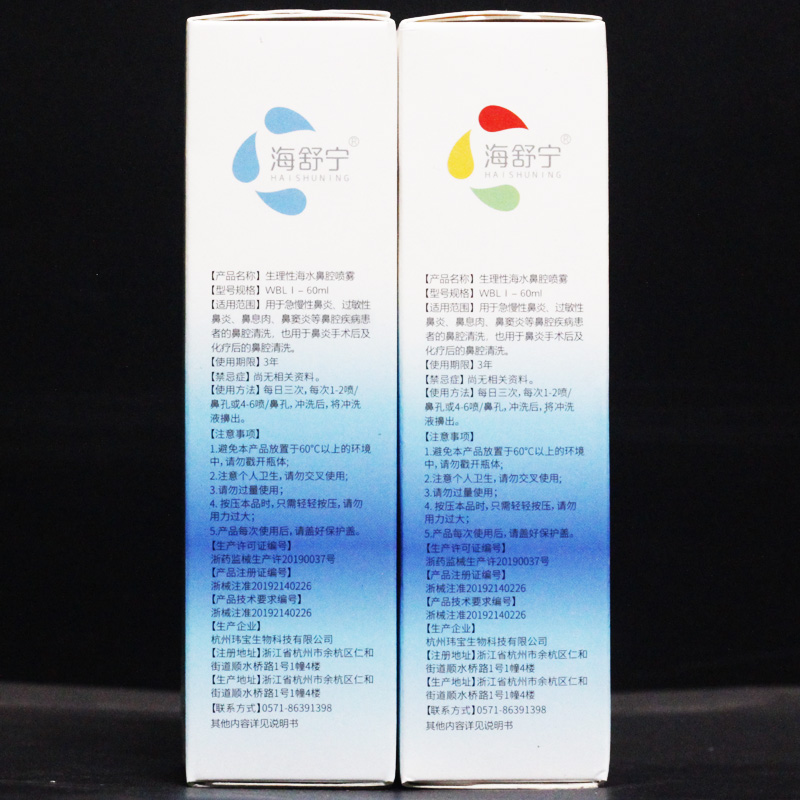 海舒宁®
HAISHUNING
【产品名称】生理性海水鼻腔喷雾
【型号规格】WBLⅠ-60ml
【适用范围】用于急慢性鼻炎、过敏性
鼻炎、鼻息肉、鼻窦炎等鼻腔疾病患
者的鼻腔清洗、也用于鼻炎手术后及
化疗后的鼻腔清洗。
【使用期限】3年
【禁忌症】尚无相关资料。
【使用方法】每日三次，每次1-2喷/
鼻孔或4-6喷/鼻孔，冲洗后，将冲洗
液擤出。
【注意事项】
1.避免本产品放置于60°C以上的环境
中，请勿戳开瓶体；
2.注意个人卫生，请勿交叉使用；
3.请勿过量使用；
4. 按压本品时，只需轻轻按压，请勿
用力过大；
5.产品每次使用后，请盖好保护盖。
【生产许可证编号】
浙药监械生产许20190037号
【产品注册证编号】
浙械注准20192140226
【产品技术要求编号】
浙械注准20192140226
【生产企业】
杭州玮宝生物科技有限公司
【注册地址】浙江省杭州市余杭区仁和
街道顺水桥路1号1幢4楼
【生产地址】浙江省杭州市余杭区仁和
街道顺水桥路1号1幢4楼
【联系方式】0571-86391398
其他内容详见说明书
海舒宁®
HAISHUNING
【产品名称】生理性海水鼻腔喷雾
【型号规格】WBLⅠ-60ml
【适用范围】用于急慢性鼻炎、过敏性
鼻炎、鼻息肉、鼻窦炎等鼻腔疾病患
者的鼻腔清洗、也用于鼻炎手术后及
化疗后的鼻腔清洗。
【使用期限】3年
【禁忌症】尚无相关资料。
【使用方法】每日三次，每次1-2喷/
鼻孔或4-6喷/鼻孔，冲洗后，将冲洗
液擤出。
【注意事项】
1.避免本产品放置于60°C以上的环境
中，请勿戳开瓶体；
2.注意个人卫生，请勿交叉使用；
3.请勿过量使用；
4. 按压本品时，只需轻轻按压，请勿
用力过大；
5.产品每次使用后，请盖好保护盖。
【生产许可证编号】
浙药监械生产许20190037号
【产品注册证编号】
浙械注准20192140226
【产品技术要求编号】
浙械注准20192140226
【生产企业】
杭州玮宝生物科技有限公司
【注册地址】浙江省杭州市余杭区仁和
街道顺水桥路1号1幢4楼
【生产地址】浙江省杭州市余杭区仁和
街道顺水桥路1号1幢4楼
【联系方式】0571-86391398
其他内容详见说明书